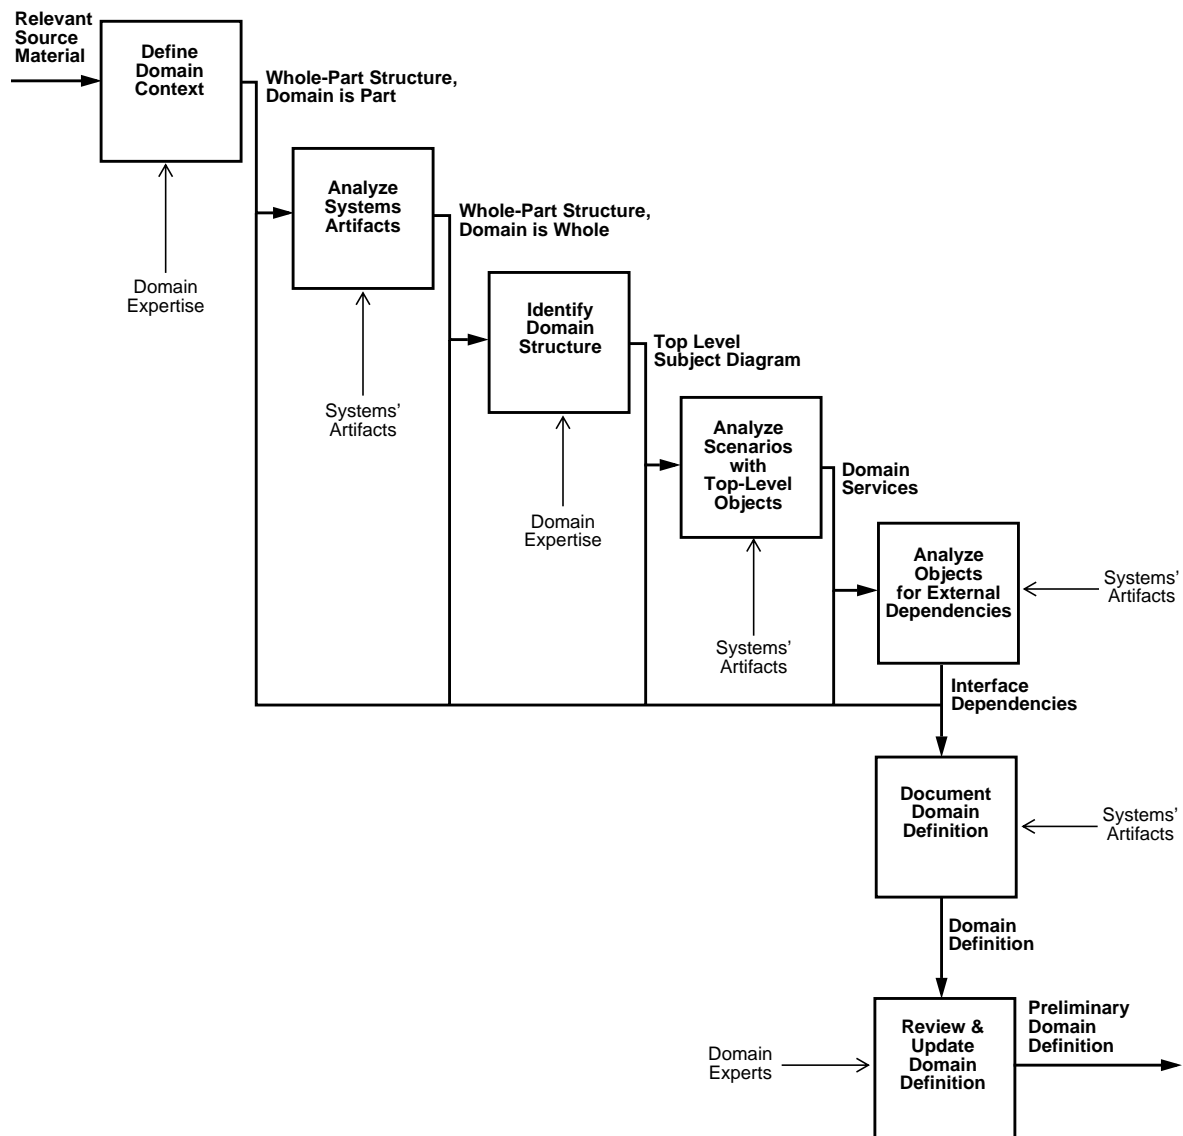 Relevant
Source
Material
Define
Domain
Context
Whole-Part Structure,
Domain is Part
Domain
Expertise
Analyze
Systems
Artifacts
Whole-Part Structure,
Domain is Whole
Systems’
Artifacts
Identify
Domain
Structure
Top Level
Subject Diagram
Domain
Expertise
Analyze
Scenarios
with
Top-Level
Objects
Domain
Services
Systems’
Artifacts
Analyze
Objects
for External
Dependencies
Systems’
Artifacts
Interface
Dependencies
Document
Domain
Definition
Systems’
Artifacts
Domain
Definition
Review &
Update
Domain
Definition
Domain
Experts
Preliminary
Domain
Definition